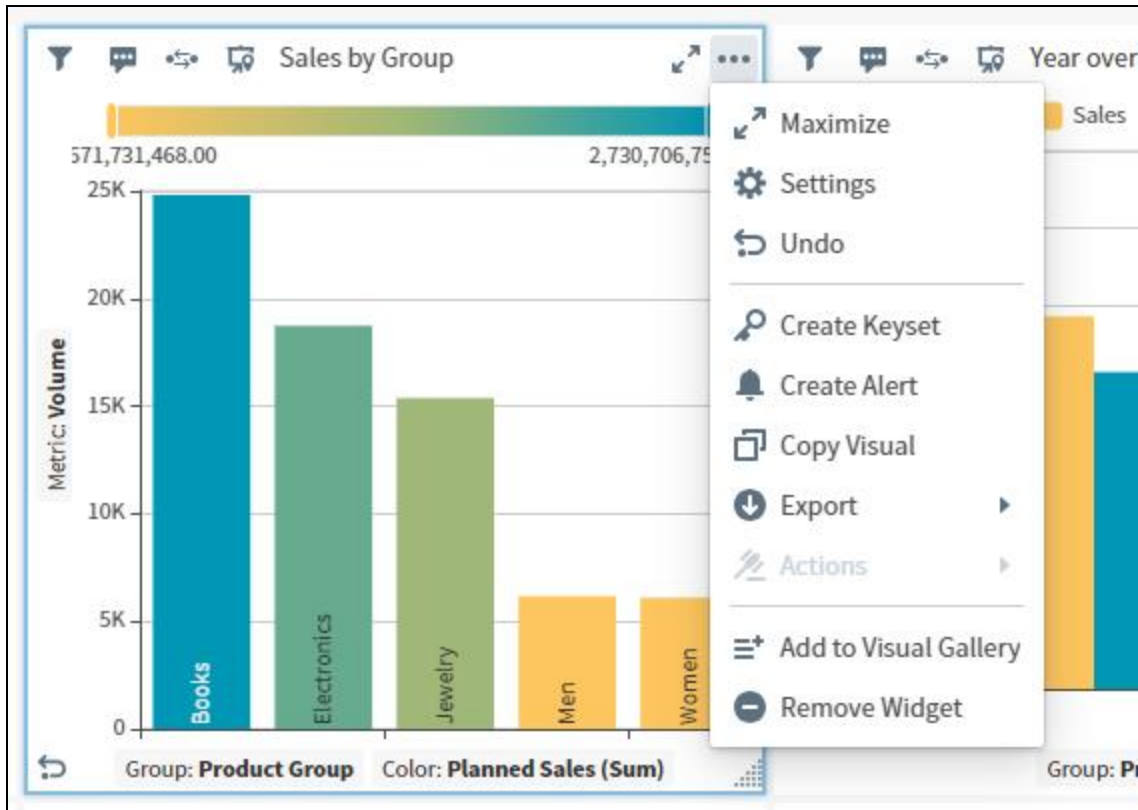 Sales by Group
Year over
571,731,468.00
2,730,706,75
Sales
25K
20K
15K
10K
5K
0
Metric: Volume
Books
Electronics
Jewelry
Men
Women
Group: Product Group
Color: Planned Sales (Sum)
Maximize
Settings
Undo
Create Keyset
Create Alert
Copy Visual
Export
Actions
Add to Visual Gallery
Remove Widget
Group: